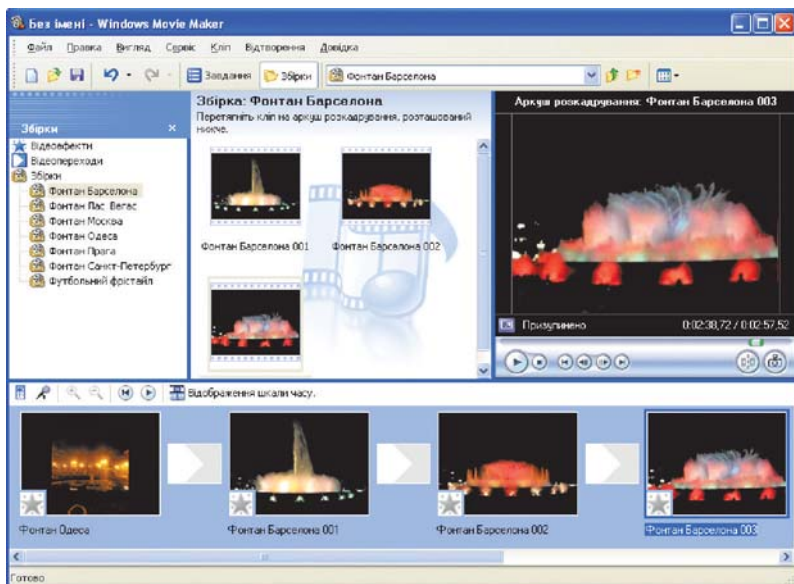 Без імені - Windows Movie Maker
Файл Правка Вигляд Сервіс Кліп Відтворення Довідка
Завдання Збірки Фонтан Барселона
Збірки
Відеоефекти
Відеопереходи
Збірки
Фонтан Барселона
Фонтан Лас Вегас
Фонтан Москва
Фонтан Одеса
Фонтан Прага
Фонтан Санкт-Петербург
Футбольний фрістайл
Збірка: Фонтан Барселона
Перетягніть кліп на аркуш розкадрування, розташований
нижче.
Фонтан Барселона 001 Фонтан Барселона 002
Аркуш розкадрування: Фонтан Барселона 003
Призупинено 0:02:38,72 / 0:02:57,52
Відображення шкали часу.
Фонтан Одеса Фонтан Барселона 001 Фонтан Барселона 002 Фонтан Барселона 003
Готово